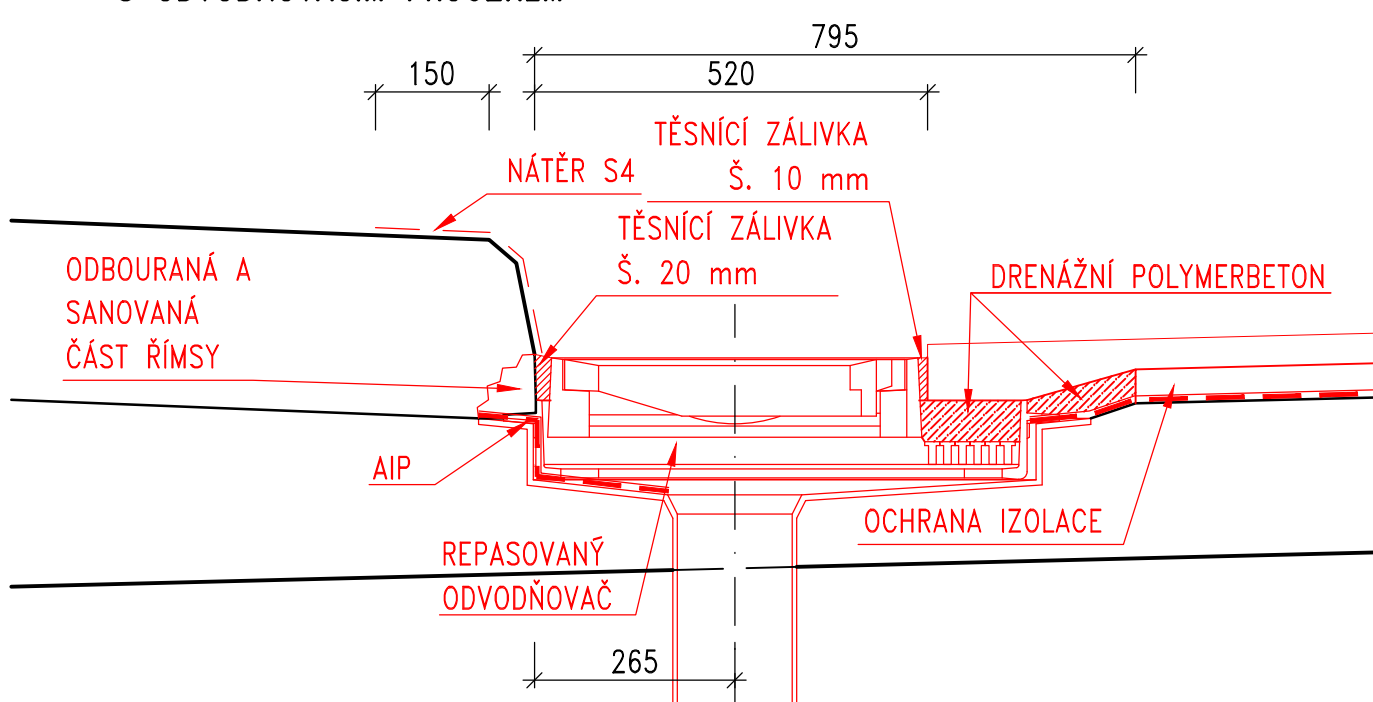 795
150
520
TĚSNÍCÍ ZÁLIVKA
Š. 10 mm
NÁTĚR S4
TĚSNÍCÍ ZÁLIVKA
Š. 20 mm
ODBOURANÁ A
SANOVANÁ
ČÁST ŘÍMSY
DRENÁŽNÍ POLYMERBETON
AIP
OCHRANA IZOLACE
REPASOVANÝ
ODVODŇOVAČ
265